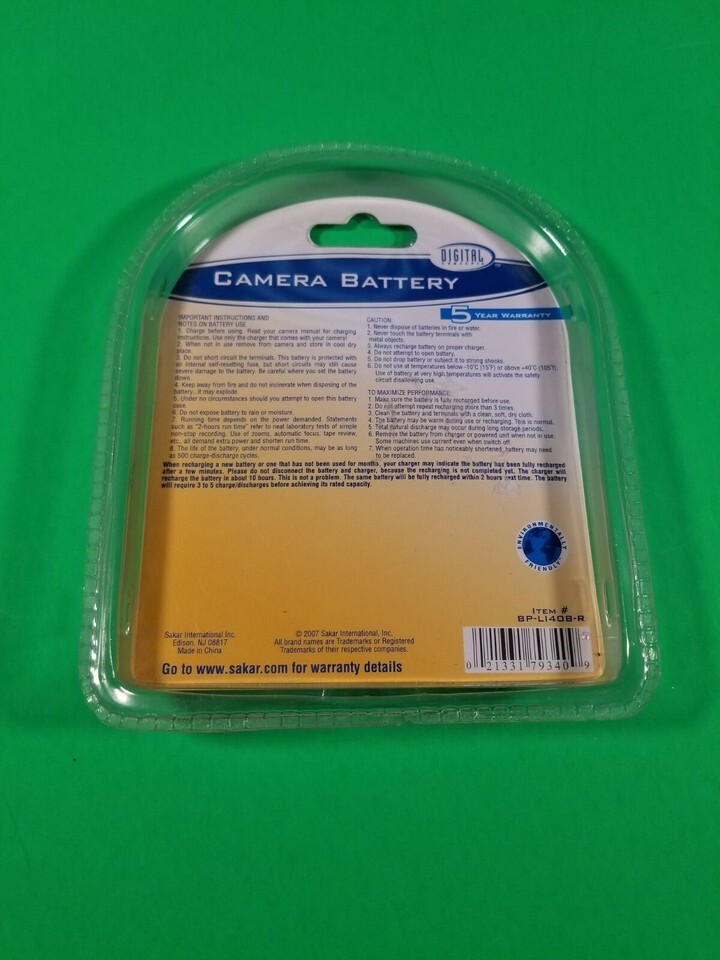 DIGITAL
CONCEPTS
TM
CAMERA BATTERY
5 YEAR WARRANTY
IMPORTANT INSTRUCTIONS AND
NOTES ON BATTERY USE
1. Charge before using. Read your camera manual for charging
instructions. Use only the charger that comes with your camera!
2. When not in use remove from camera and store in cool dry
place.
3. Do not short circuit the terminals. This battery is protected with
an internal self-resetting fuse, but short circuits may still cause
severe damage to the battery. Be careful where you set the battery
down.
4. Keep away from fire and do not incinerate when disposing of the
battery...it may explode.
5. Under no circumstances should you attempt to open this battery
case.
6. Do not expose battery to rain or moisture.
7. Running time depends on the power demanded. Statements
such as "2-hours run time" refer to neat laboratory tests of simple
non-stop recording. Use of zooms, automatic focus, tape review,
etc., all demand extra power and shorten run time.
8. The life of the battery, under normal conditions, may be as long
as 500 charge-discharge cycles.
CAUTION:
1. Never dispose of batteries in fire or water.
2. Never touch the battery terminals with
metal objects.
3. Always recharge battery on proper charger.
4. Do not attempt to open battery.
5. Do not drop battery or subject it to strong shocks.
6. Do not use at temperatures below -10°C (15°F) or above +40°C (105°F).
Use of battery at very high temperatures will activate the safety
circuit disallowing use.
TO MAXIMIZE PERFORMANCE:
1. Make sure the battery is fully recharged before use.
2. Do not attempt repeat recharging more than 3 times.
3. Clean the battery and terminals with a clean, soft, dry cloth.
4. The battery may be warm during use or recharging. This is normal.
5. Total natural discharge may occur during long storage periods.
6. Remove the battery from charger or powered unit when not in use.
Some machines use current even when switch off.
7. When operation time has noticeably shortened, battery may need
to be replaced.
When recharging a new battery or one that has not been used for months, your charger may indicate the battery has been fully recharged
after a few minutes. Please do not disconnect the battery and charger, because the recharging is not completed yet. The charger will
recharge the battery in about 10 hours. This is not a problem. The same battery will be fully recharged within 2 hours next time. The battery
will require 3 to 5 charge/discharges before achieving its rated capacity.
ENVIRONMENTALLY
FRIENDLY
ITEM #
BP-LI40B-R
Sakar International Inc.
Edison, NJ 08817
Made in China
© 2007 Sakar International, Inc.
All brand names are Trademarks or Registered
Trademarks of their respective companies.
Go to www.sakar.com for warranty details
0 21331 79340 9